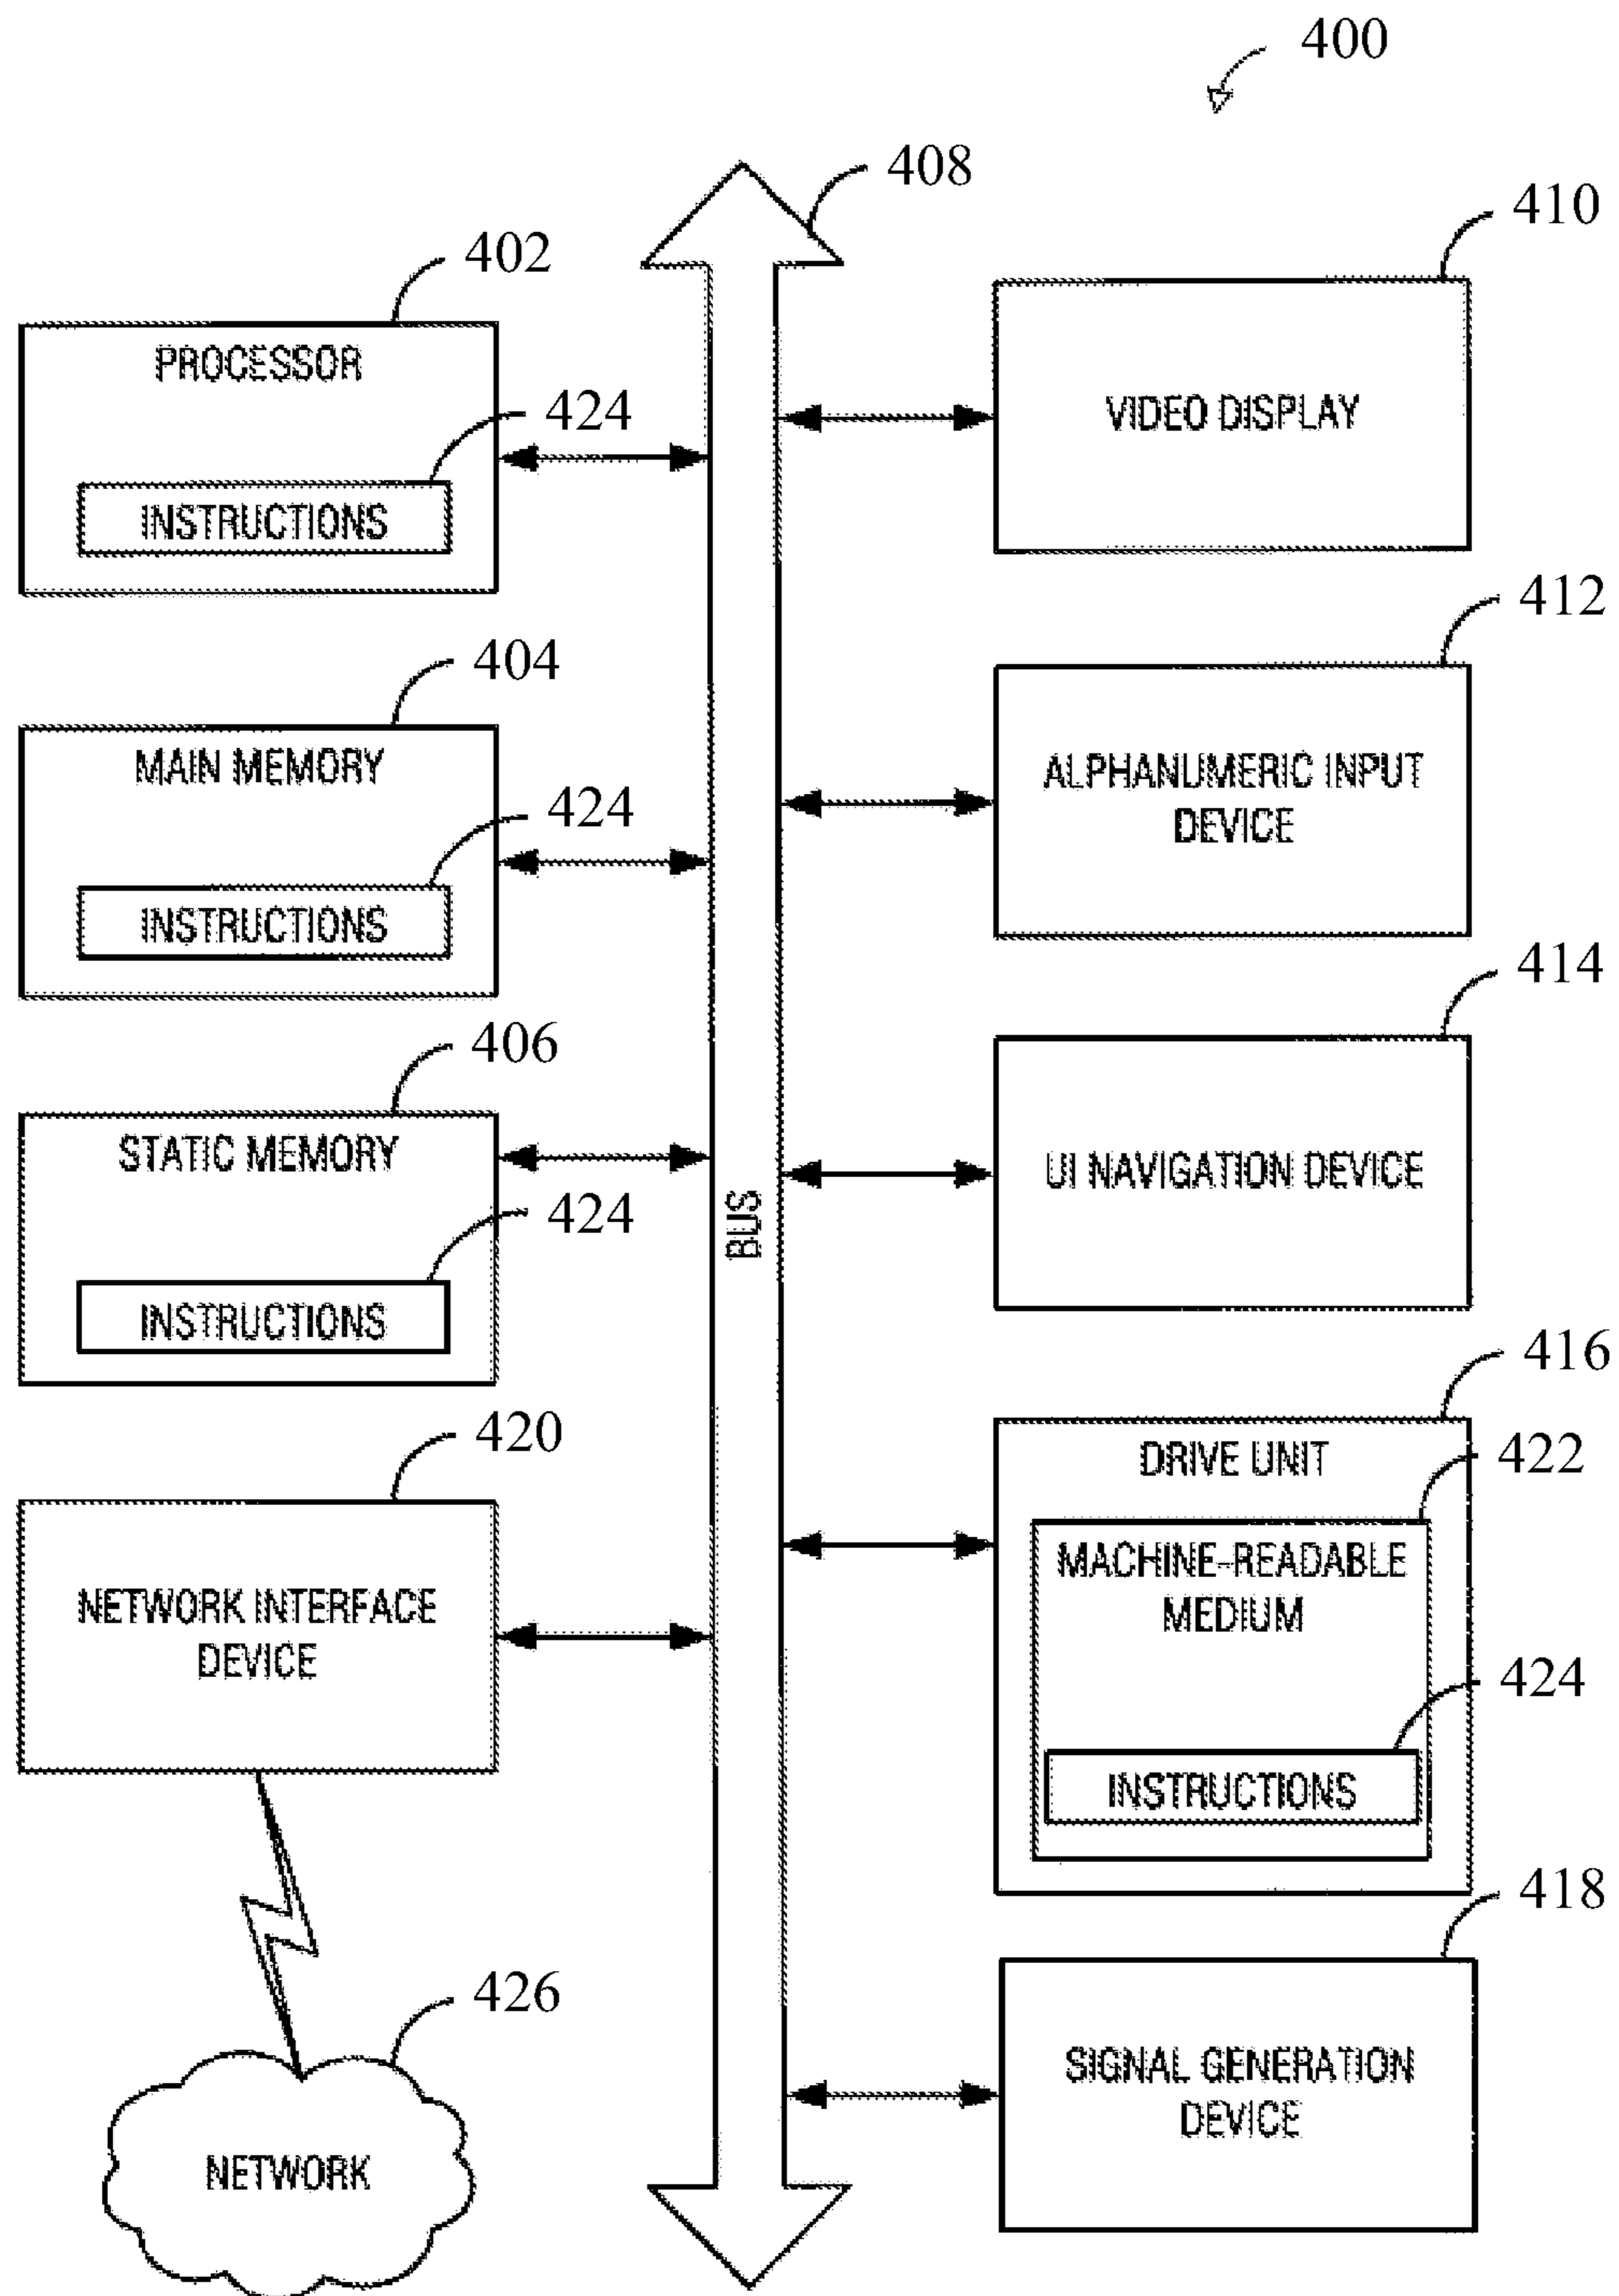 400
408
402
PROCESSOR
424
INSTRUCTIONS
404
MAIN MEMORY
424
INSTRUCTIONS
406
STATIC MEMORY
424
INSTRUCTIONS
420
NETWORK INTERFACE
DEVICE
426
NETWORK
BUS
410
VIDEO DISPLAY
412
ALPHANUMERIC INPUT
DEVICE
414
UI NAVIGATION DEVICE
416
DRIVE UNIT
422
MACHINE-READABLE
MEDIUM
424
INSTRUCTIONS
418
SIGNAL GENERATION
DEVICE